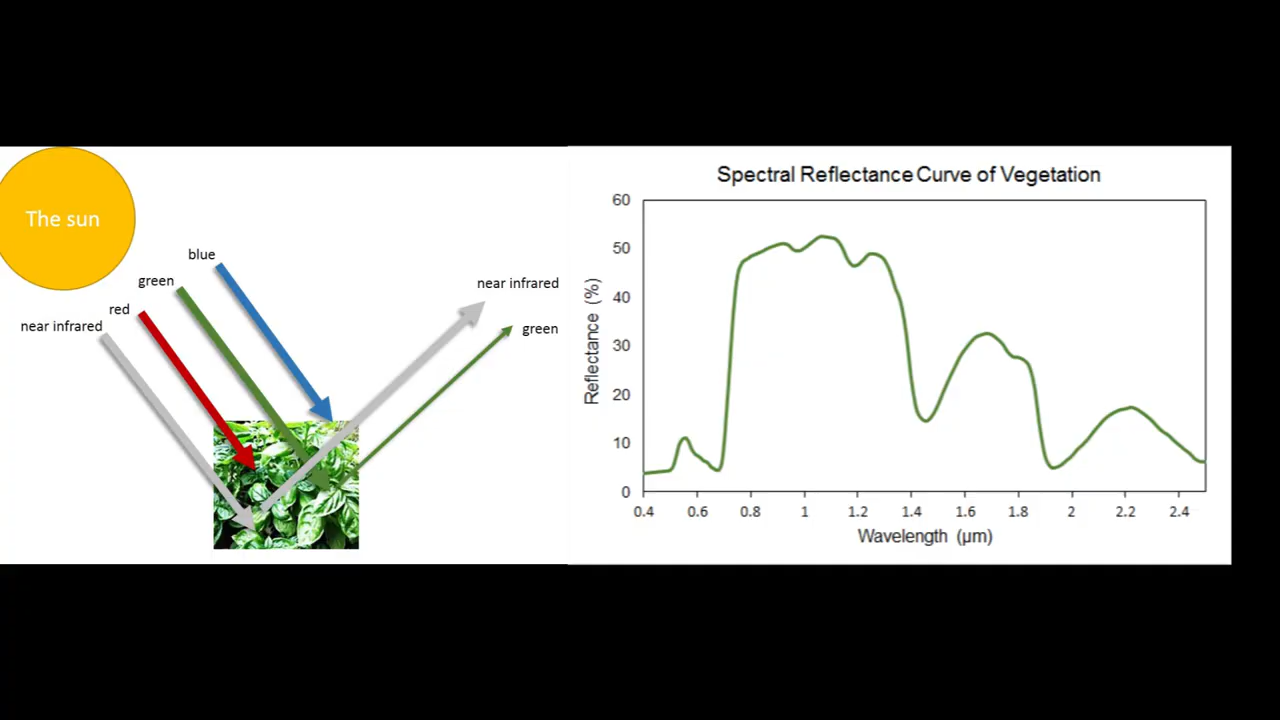 The sun
blue
green
red
near infrared
near infrared
green
Spectral Reflectance Curve of Vegetation
60
50
40
30
20
10
0
Reflectance (%)
0.4 0.6 0.8 1 1.2 1.4 1.6 1.8 2 2.2 2.4
Wavelength (µm)